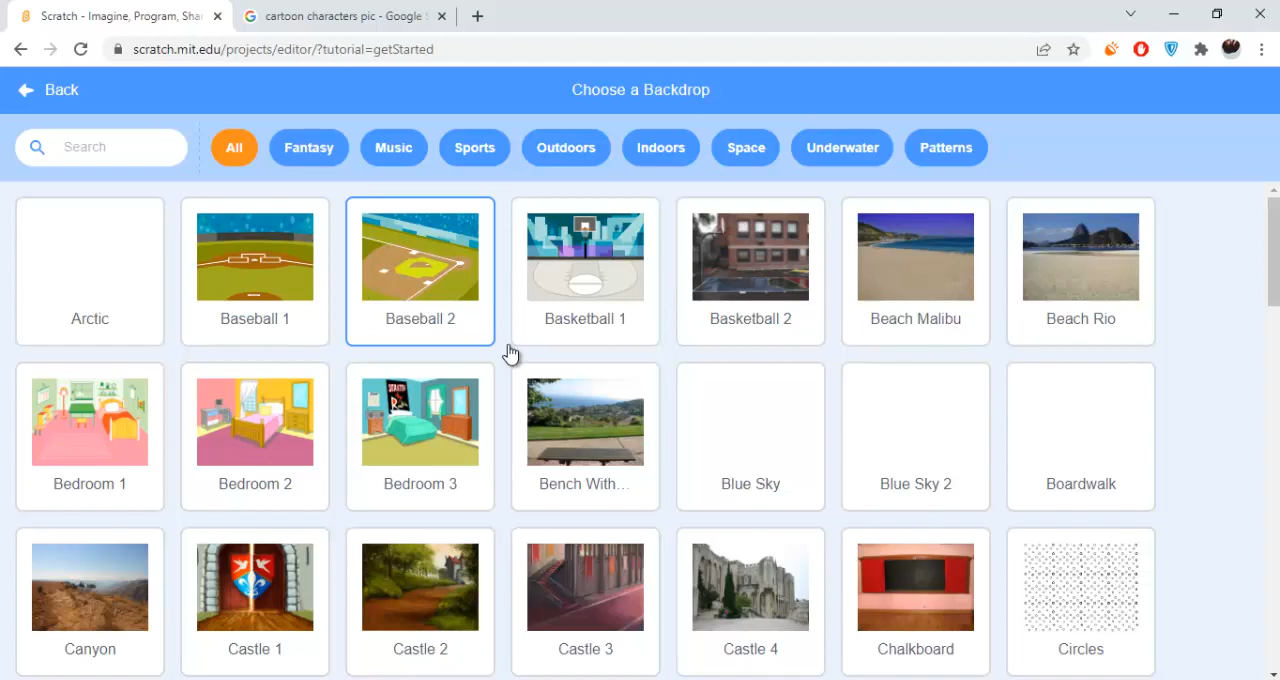 Scratch - Imagine, Program, Shar
cartoon characters pic - Google S
scratch.mit.edu/projects/editor/?tutorial=getStarted
Back
Choose a Backdrop
Search
All
Fantasy
Music
Sports
Outdoors
Indoors
Space
Underwater
Patterns
Arctic
Baseball 1
Baseball 2
Basketball 1
Basketball 2
Beach Malibu
Beach Rio
Bedroom 1
Bedroom 2
Bedroom 3
Bench With...
Blue Sky
Blue Sky 2
Boardwalk
Canyon
Castle 1
Castle 2
Castle 3
Castle 4
Chalkboard
Circles